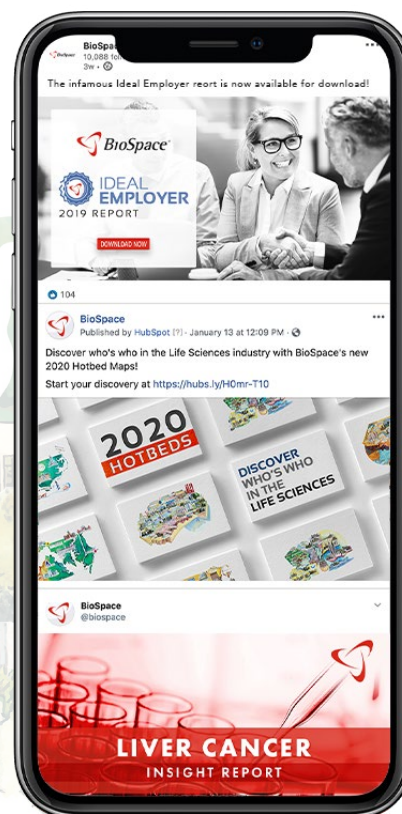 BioSpace
BioSpa
10,088 foll
3w •
The infamous Ideal Employer reort is now available for download!
BIOSPACE®
IDEAL
EMPLOYER
2019 REPORT
DOWNLOAD NOW
104
BioSpace
Published by HubSpot [?] · January 13 at 12:09 PM ·
Discover who's who in the Life Sciences industry with BioSpace's new
2020 Hotbed Maps!
Start your discovery at https://hubs.ly/H0mr-T10
2020
HOTBEDS
DISCOVER
WHO'S WHO
IN THE
LIFE SCIENCES
BioSpace
@biospace
LIVER CANCER
INSIGHT REPORT